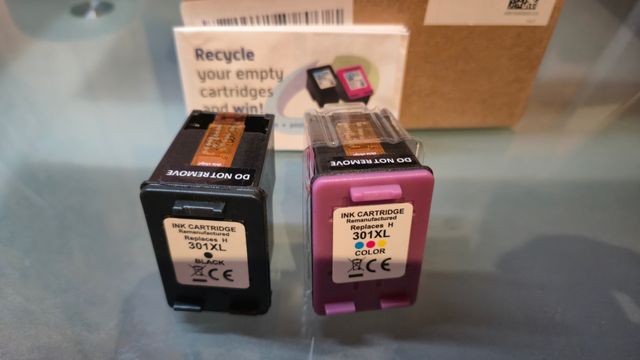 Recycle
your empty
cartridges
and win!
DO NOT REMOVE
INK CARTRIDGE
Remanufactured
Replaces H
301XL
BLACK
CE
DO NOT REMOVE
INK CARTRIDGE
Remanufactured
Replaces H
301XL
COLOR
CE